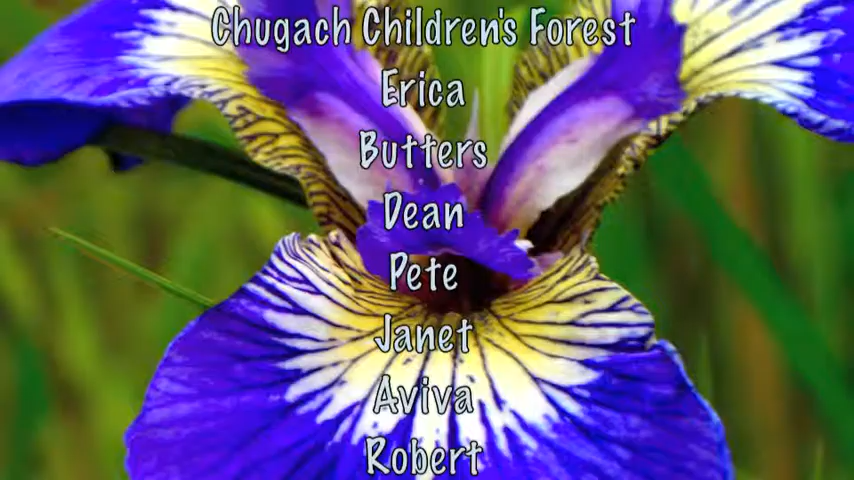 Chugach Children's Forest
Erica
Butters
Dean
Pete
Janet
Aviva
Robert